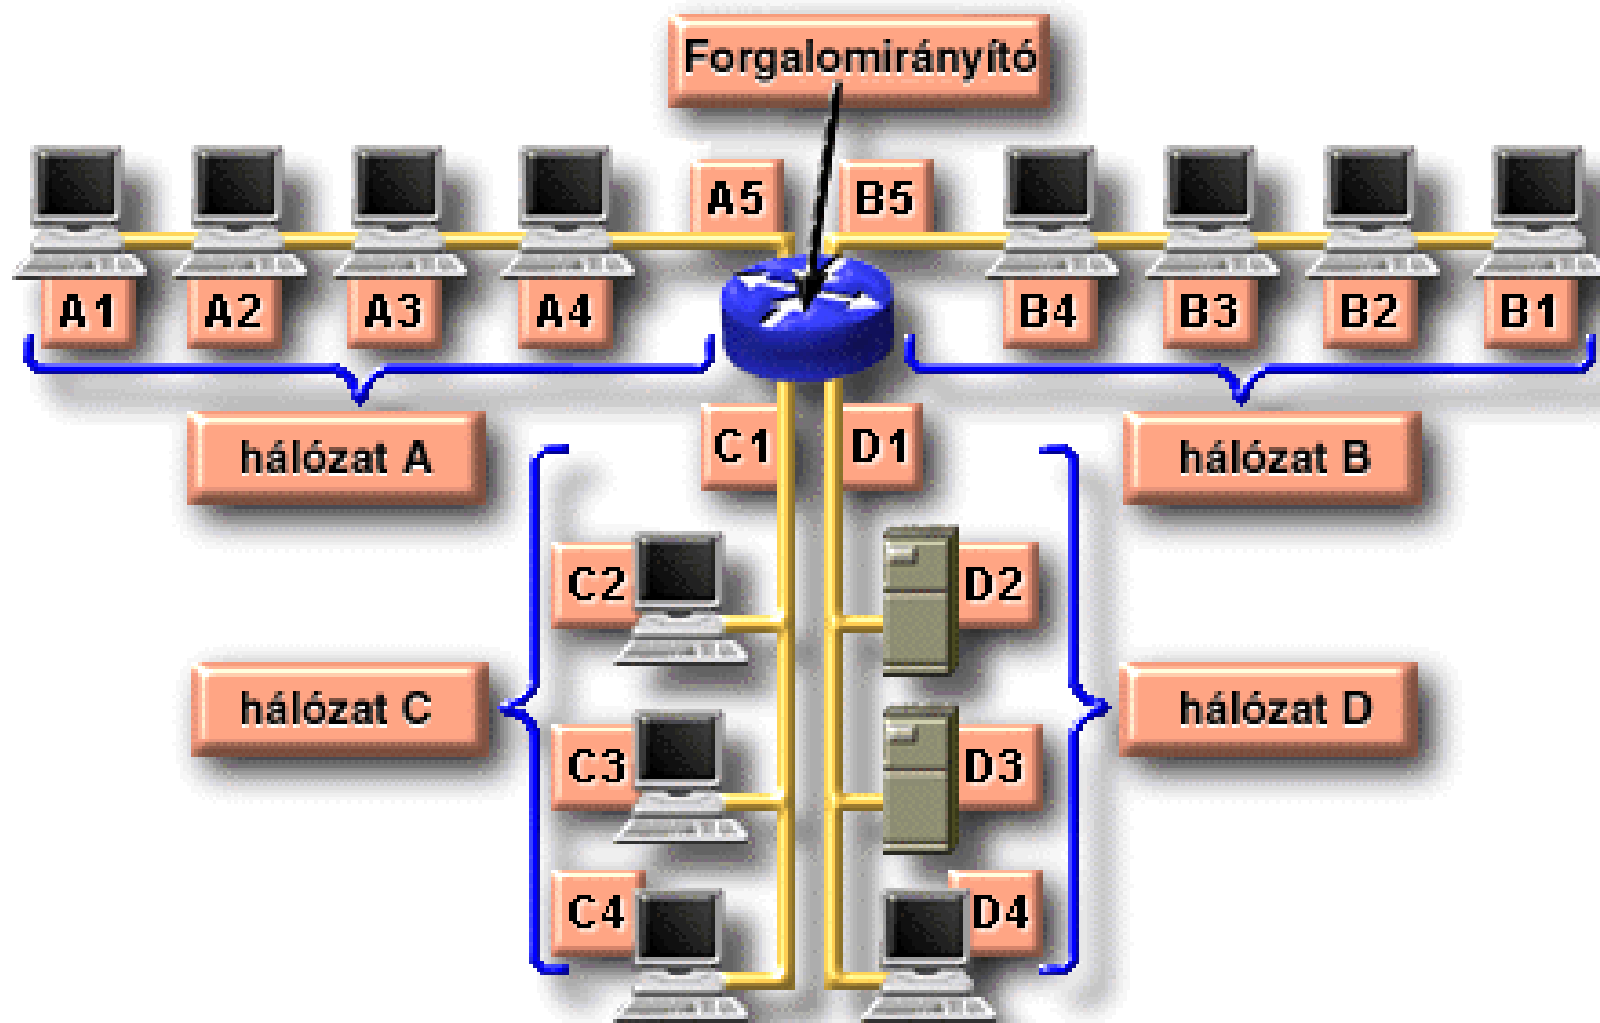 Forgalomirányító
A5 B5
A1 A2 A3 A4 B4 B3 B2 B1
hálózat A
C1 D1
hálózat B
C2 D2
hálózat C
hálózat D
C3 D3
C4 D4